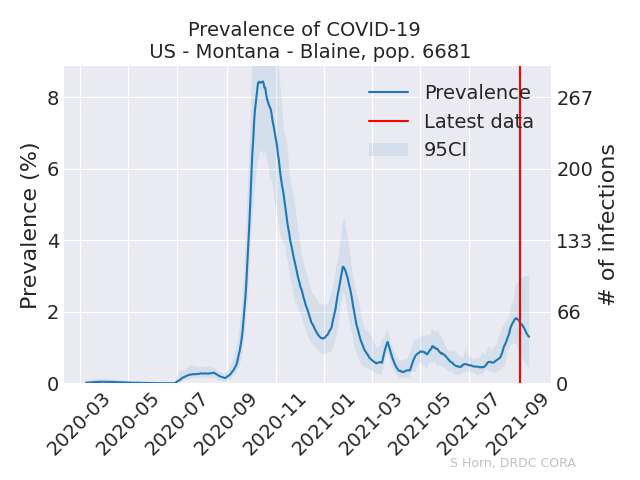 Prevalence of COVID-19
US - Montana - Blaine, pop. 6681
Prevalence (%)
8
6
4
2
0
Prevalence
Latest data
95CI
267
200
133
66
0
# of infections
2020-03
2020-05
2020-07
2020-09
2020-11
2021-01
2021-03
2021-05
2021-07
2021-09
S Horn, DRDC CORA